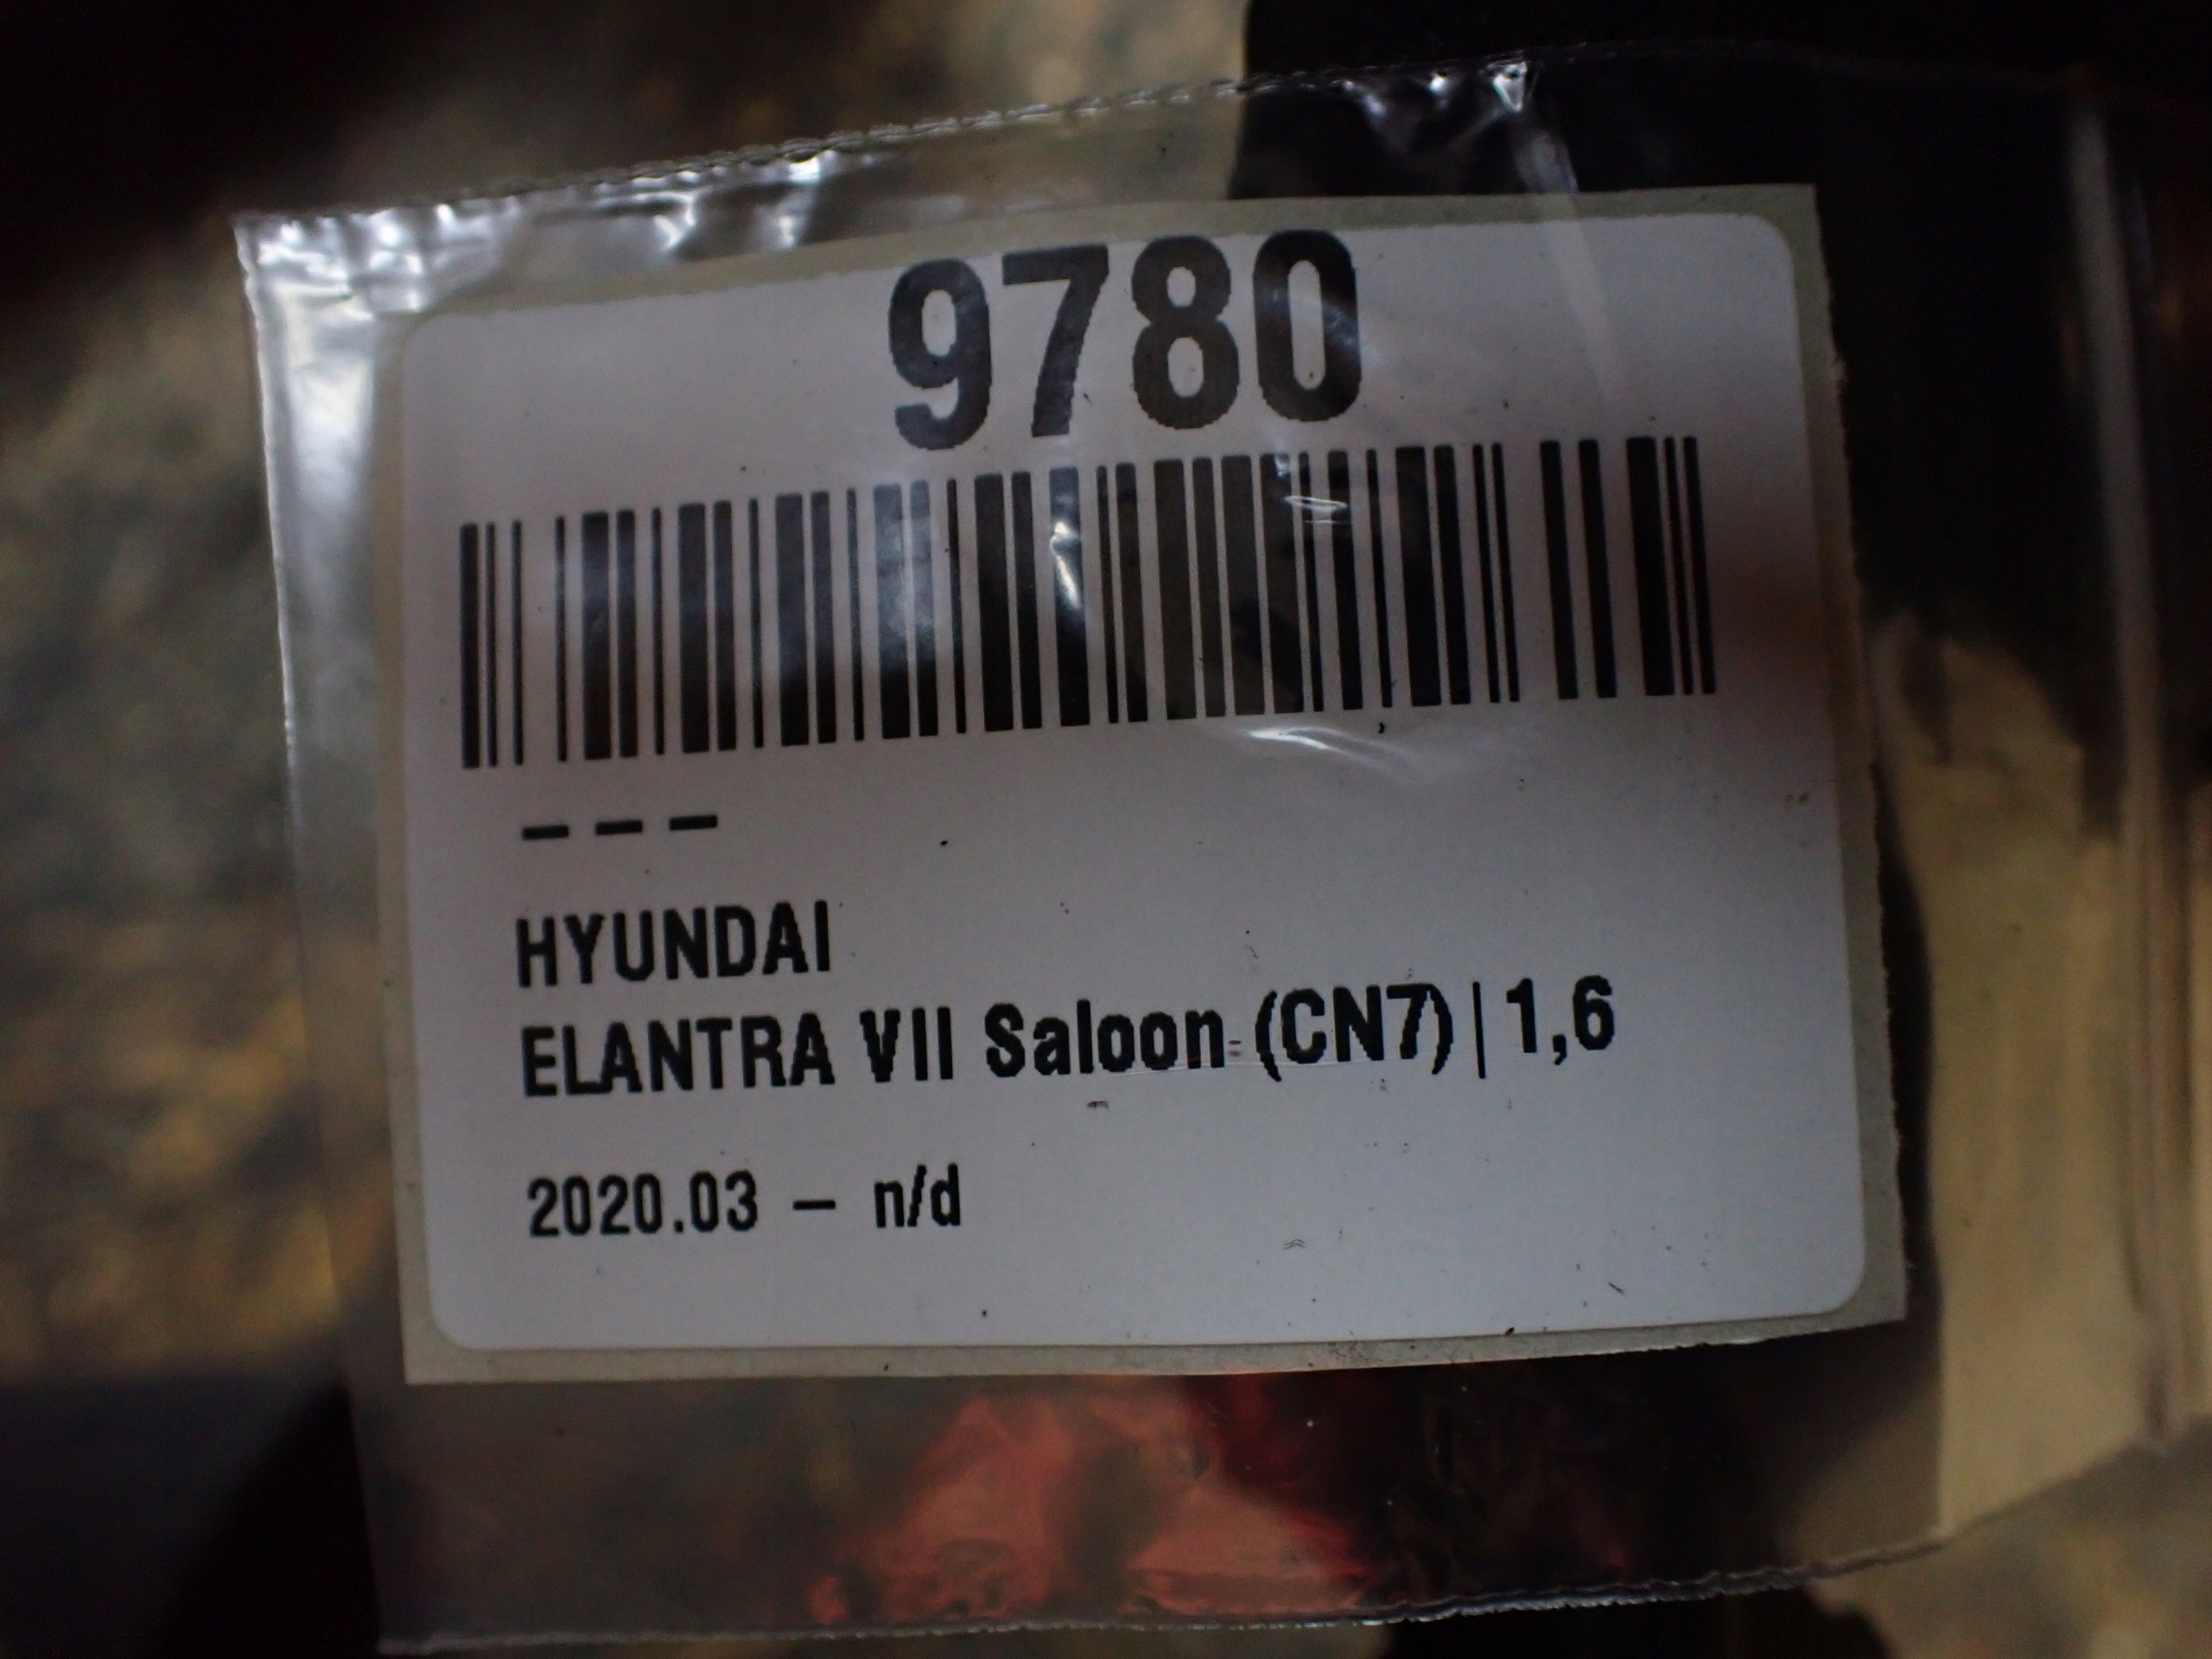 9780
– – –
HYUNDAI
ELANTRA VII Saloon (CN7)|1,6
2020.03 – n/d